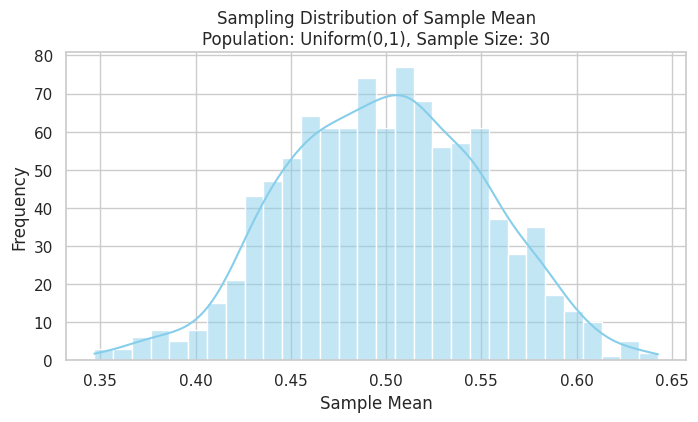 Sampling Distribution of Sample Mean
Population: Uniform(0,1), Sample Size: 30
80
70
60
50
40
30
20
10
0
Frequency
0.35 0.40 0.45 0.50 0.55 0.60 0.65
Sample Mean